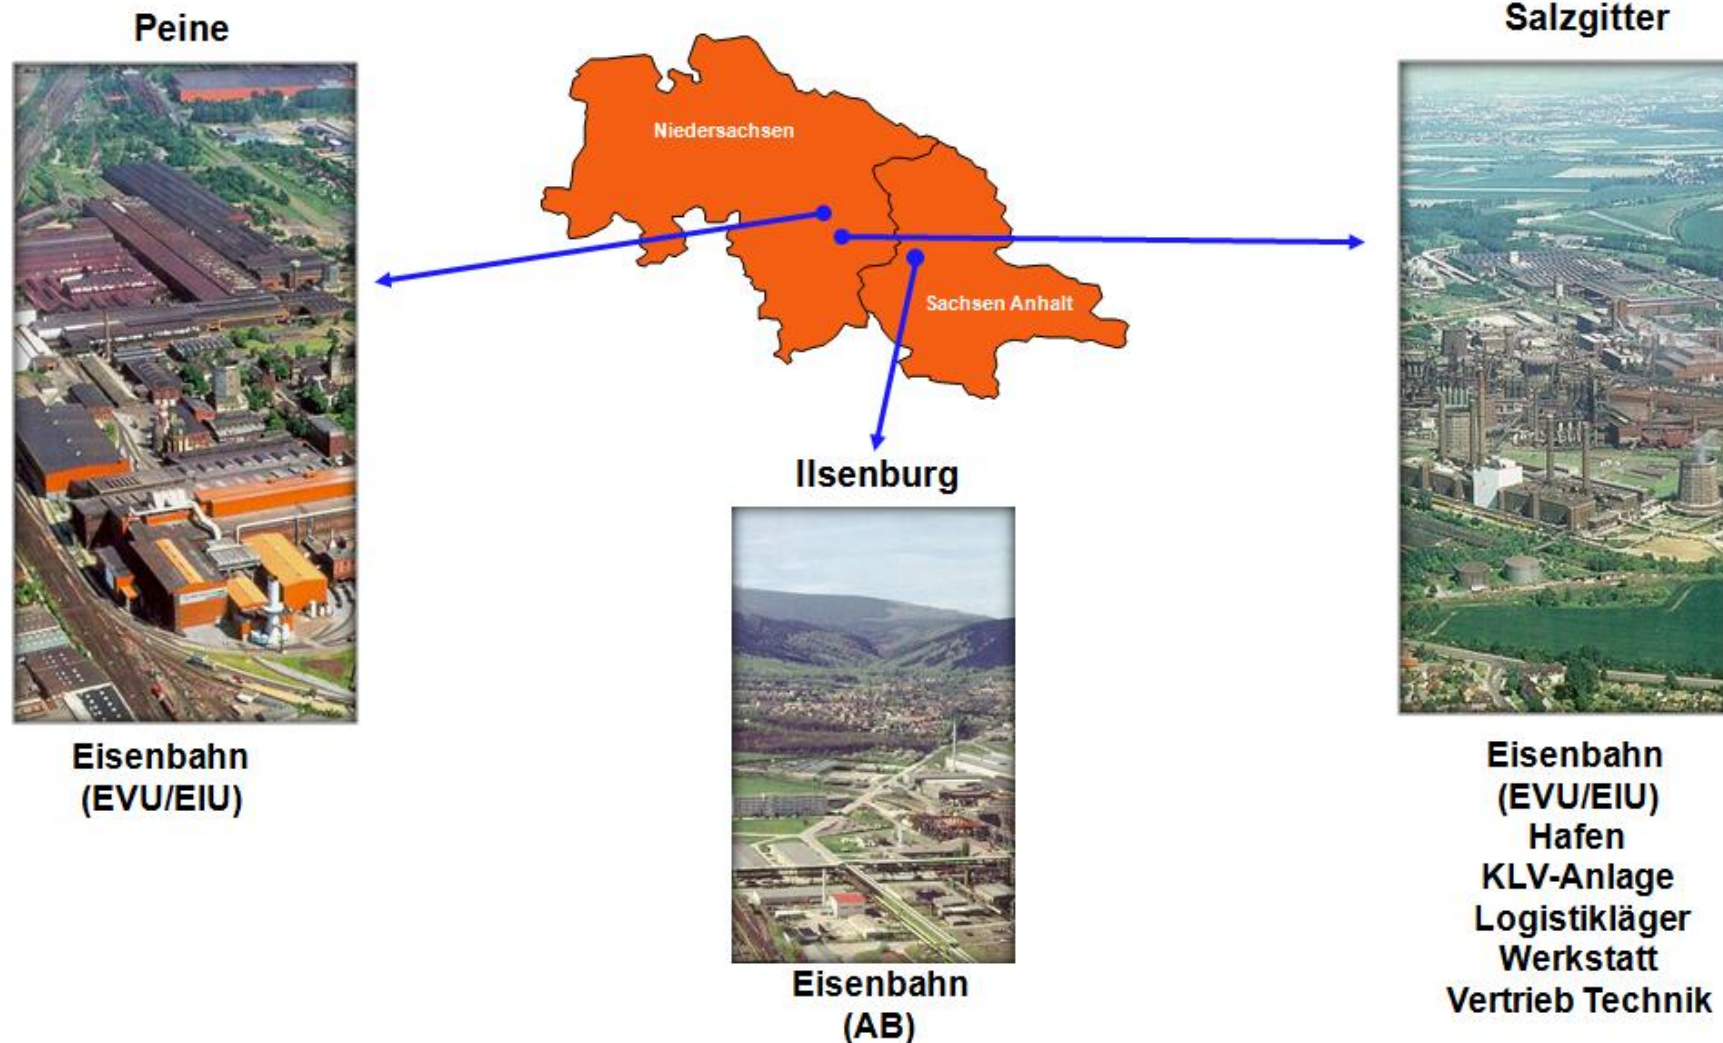 Peine
Salzgitter
Niedersachsen
Sachsen Anhalt
Ilsenburg
Eisenbahn
(EVU/EIU)
Eisenbahn
(AB)
Eisenbahn
(EVU/EIU)
Hafen
KLV-Anlage
Logistikläger
Werkstatt
Vertrieb Technik